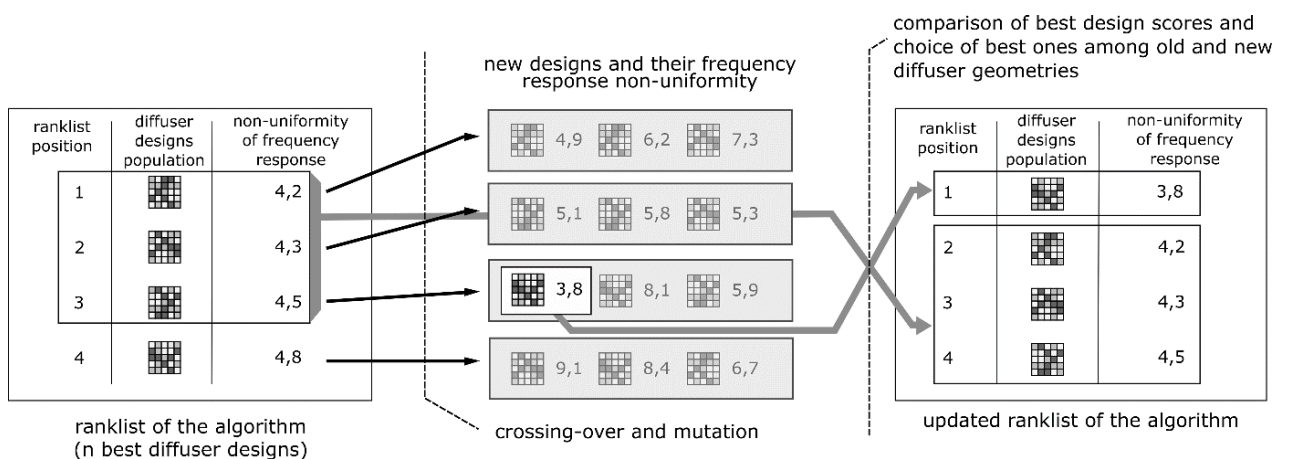 comparison of best design scores and
choice of best ones among old and new
diffuser geometries
new designs and their frequency
response non-uniformity
ranklist
position
diffuser
designs
population
non-uniformity
of frequency
response
1 4,2
2 4,3
3 4,5
4 4,8
ranklist of the algorithm
(n best diffuser designs)
4,9 6,2 7,3
5,1 5,8 5,3
3,8 8,1 5,9
9,1 8,4 6,7
crossing-over and mutation
ranklist
position
diffuser
designs
population
non-uniformity
of frequency
response
1 3,8
2 4,2
3 4,3
4 4,5
updated ranklist of the algorithm